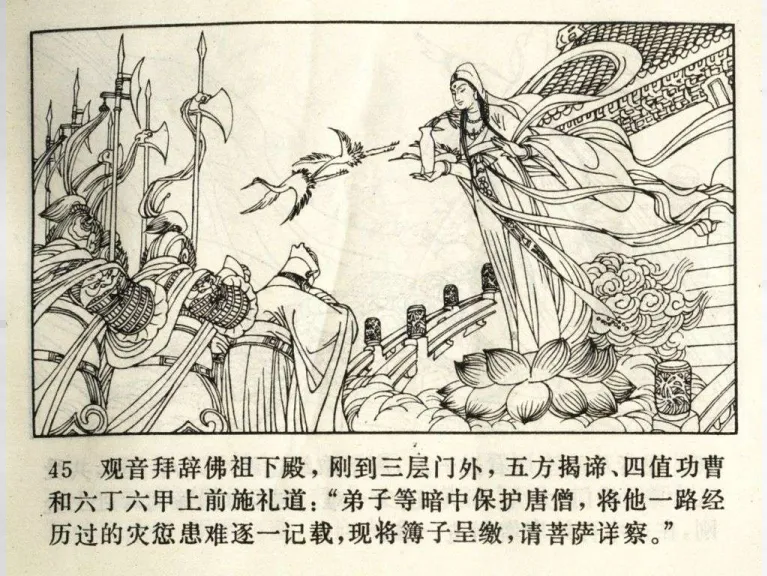 45 观音拜辞佛祖下殿，刚到三层门外，五方揭谛、四值功曹
和六丁六甲上前施礼道：“弟子等暗中保护唐僧，将他一路经
历过的灾愆患难逐一记载，现将簿子呈缴，请菩萨详察。”